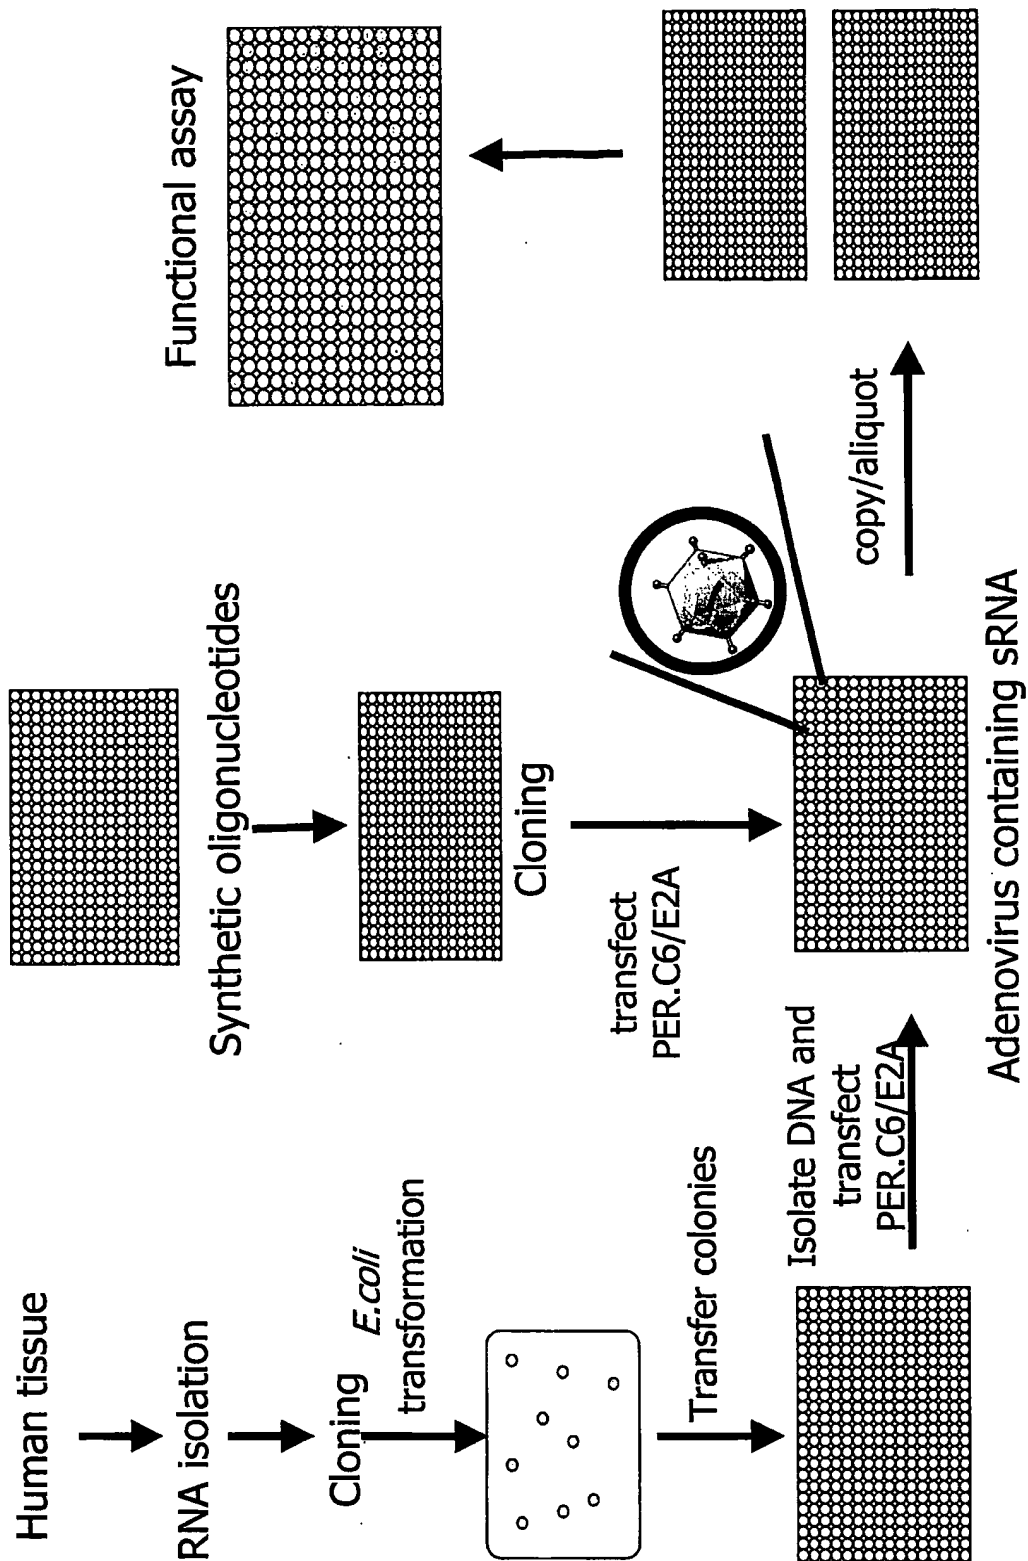 Human tissue
RNA isolation
Cloning
E.coli
transformation
Transfer colonies
Isolate DNA and
transfect
PER.C6/E2A
Synthetic oligonucleotides
Cloning
transfect
PER.C6/E2A
Adenovirus containing sRNA
copy/aliquot
Functional assay